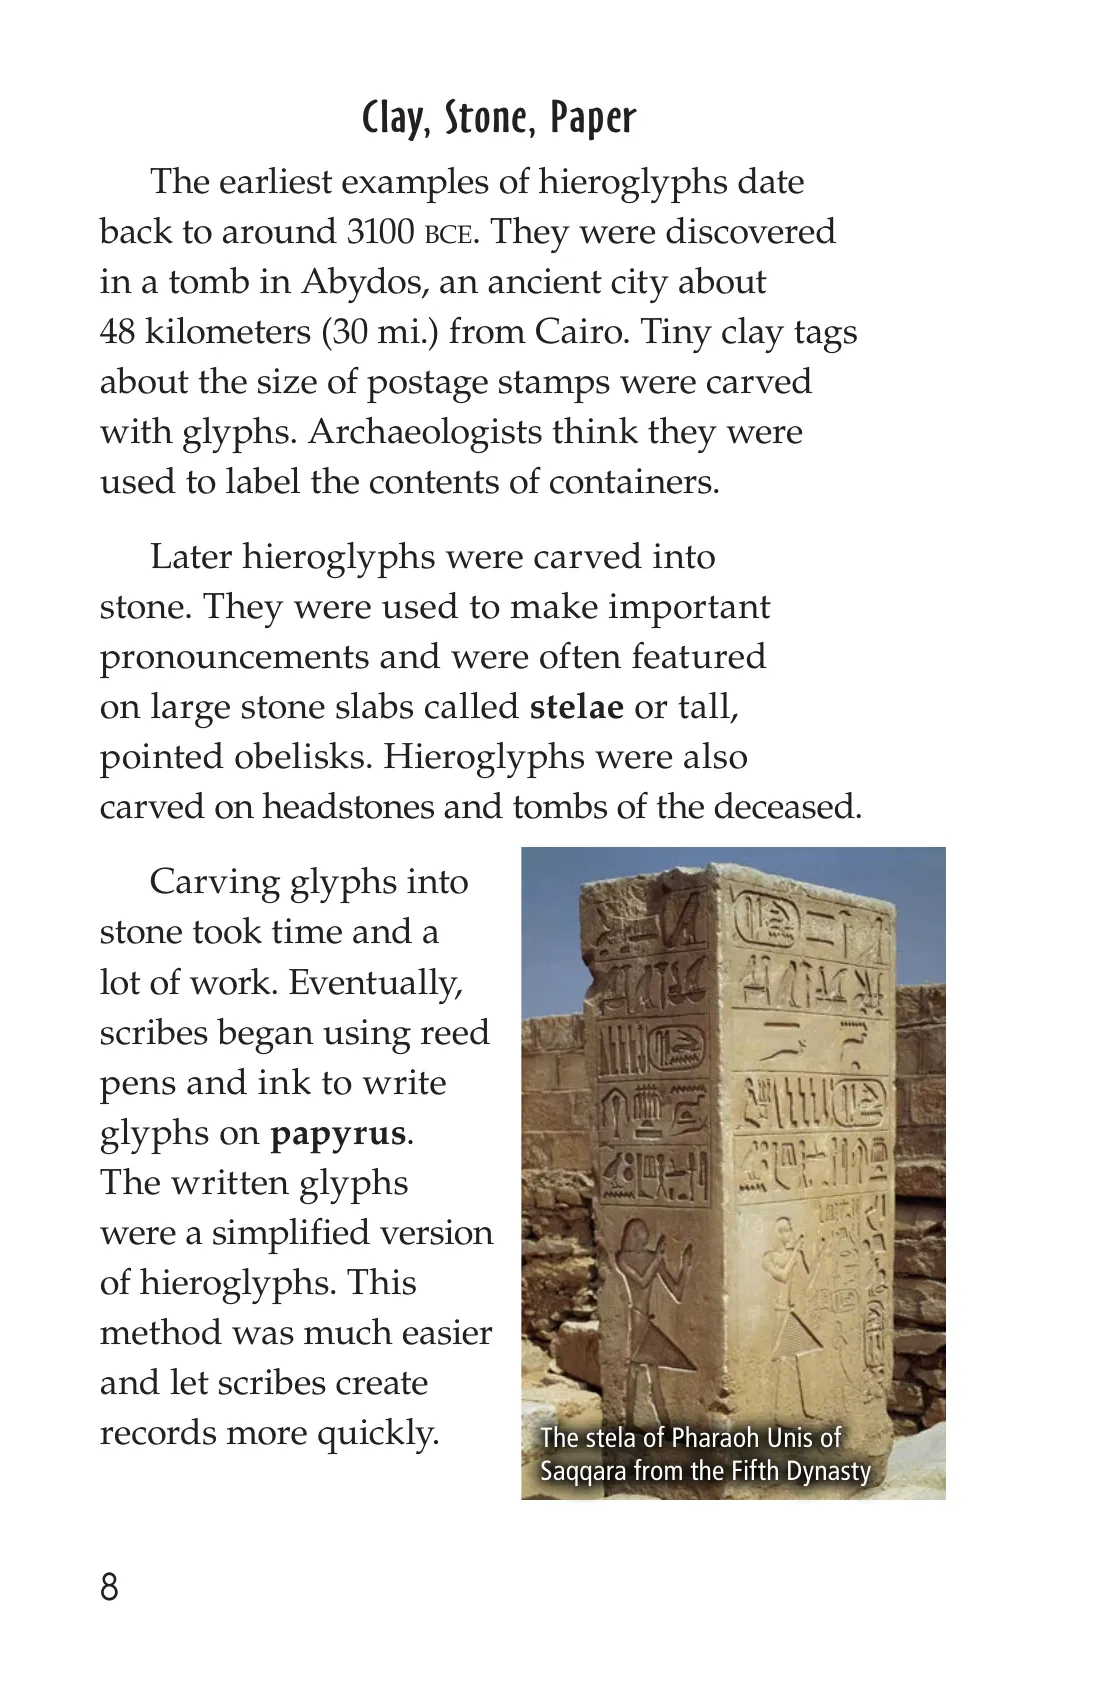 Clay, Stone, Paper
The earliest examples of hieroglyphs date
back to around 3100 BCE. They were discovered
in a tomb in Abydos, an ancient city about
48 kilometers (30 mi.) from Cairo. Tiny clay tags
about the size of postage stamps were carved
with glyphs. Archaeologists think they were
used to label the contents of containers.
Later hieroglyphs were carved into
stone. They were used to make important
pronouncements and were often featured
on large stone slabs called stelae or tall,
pointed obelisks. Hieroglyphs were also
carved on headstones and tombs of the deceased.
Carving glyphs into
stone took time and a
lot of work. Eventually,
scribes began using reed
pens and ink to write
glyphs on papyrus.
The written glyphs
were a simplified version
of hieroglyphs. This
method was much easier
and let scribes create
records more quickly.
The stela of Pharaoh Unis of
Saqqara from the Fifth Dynasty
8